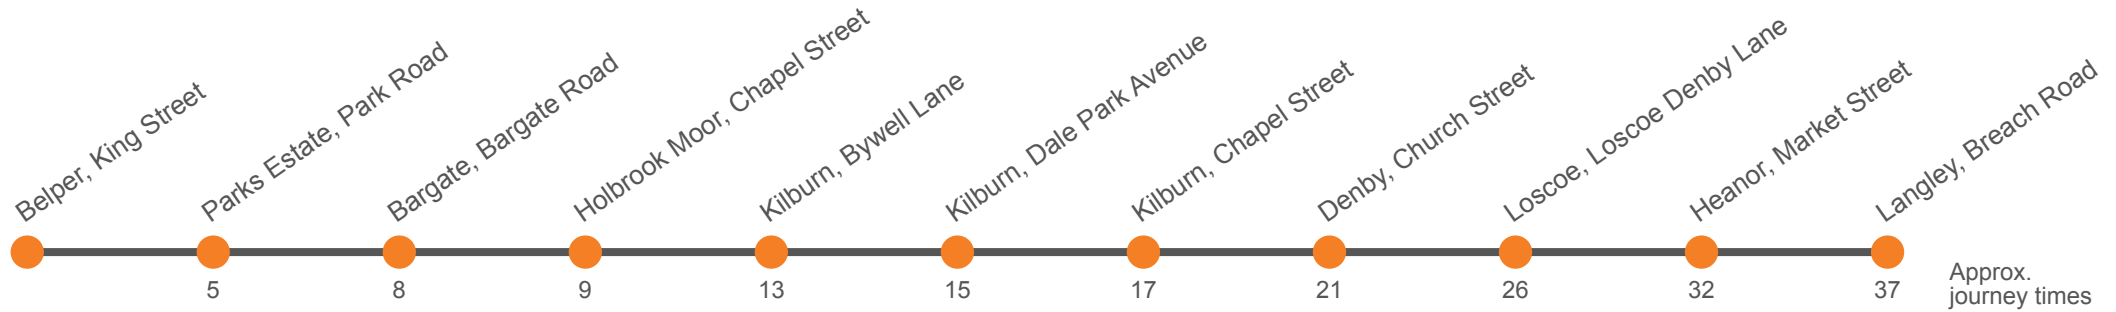 Belper, King Street
Parks Estate, Park Road
Bargate, Bargate Road
Holbrook Moor, Chapel Street
Kilburn, Bywell Lane
Kilburn, Dale Park Avenue
Kilburn, Chapel Street
Denby, Church Street
Loscoe, Loscoe Denby Lane
Heanor, Market Street
Langley, Breach Road
5 8 9 13 15 17 21 26 32 37
Approx.
journey times